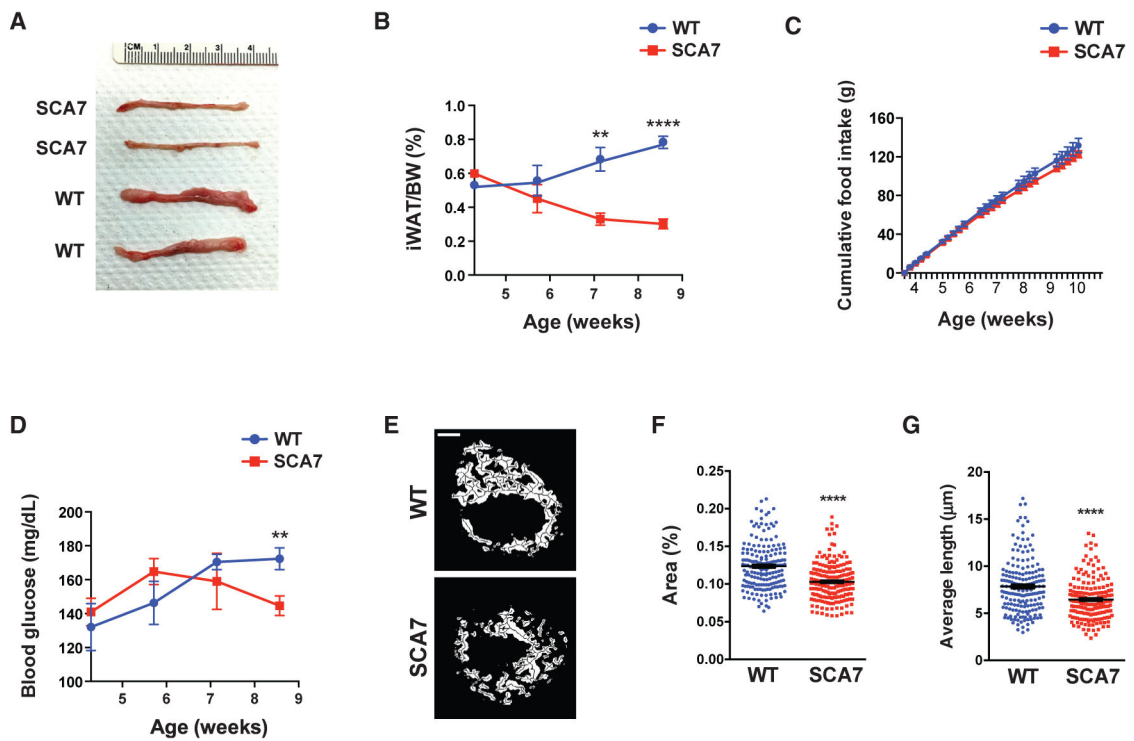 A
CM 1 2 3 4
SCA7
SCA7
WT
WT
B
WT
SCA7
iWAT/BW (%)
1.0
0.8
0.6
0.4
0.2
0.0
**
****
5 6 7 8 9
Age (weeks)
C
WT
SCA7
Cumulative food intake (g)
160
120
80
40
0
4 5 6 7 8 9 10
Age (weeks)
D
WT
SCA7
Blood glucose (mg/dL)
200
180
160
140
120
100
**
5 6 7 8 9
Age (weeks)
E
WT
SCA7
F
Area (%)
0.25
0.20
0.15
0.10
0.05
0.00
****
WT SCA7
G
Average length (μm)
20
15
10
5
0
****
WT SCA7